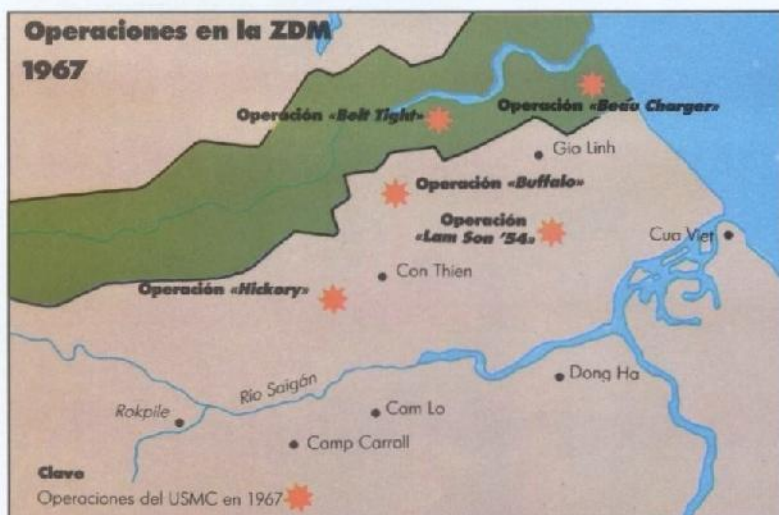 Operaciones en la ZDM
1967
Operación «Bolt Tight»
Operación «Beau Charger»
Gio Linh
Operación «Buffalo»
Operación
«Lam Son '54»
Cua Viet
Con Thien
Operación «Hickory»
Río Saigán
Dong Ha
Rokpile
Cam Lo
Camp Carroll
Clave
Operaciones del USMC en 1967